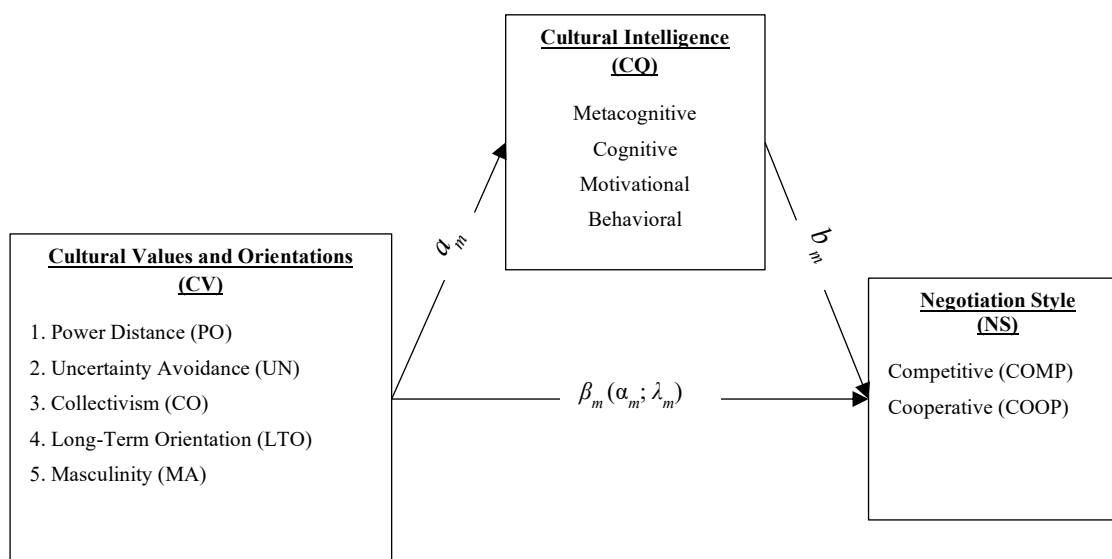 Cultural Intelligence
(CQ)
Metacognitive
Cognitive
Motivational
Behavioral
a_m
b_m
Cultural Values and Orientations
(CV)
1. Power Distance (PO)
2. Uncertainty Avoidance (UN)
3. Collectivism (CO)
4. Long-Term Orientation (LTO)
5. Masculinity (MA)
β_m (α_m; λ_m)
Negotiation Style
(NS)
Competitive (COMP)
Cooperative (COOP)